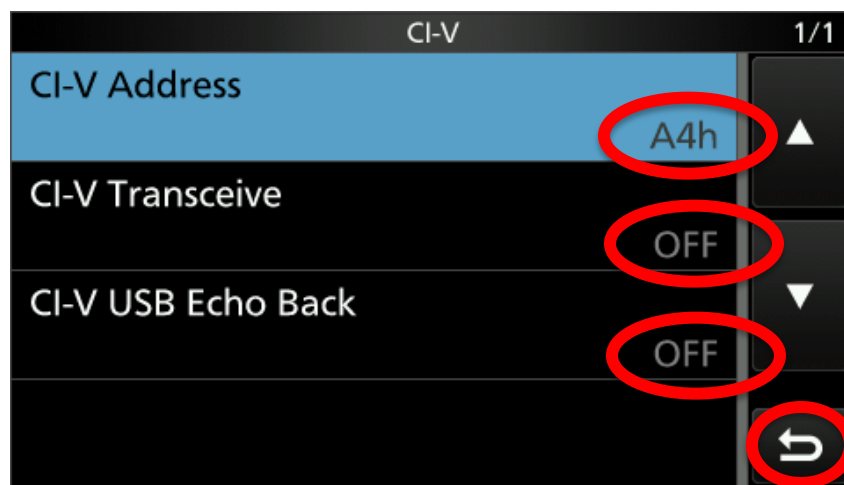 CI-V 1/1
CI-V Address
A4h
CI-V Transceive
OFF
CI-V USB Echo Back
OFF